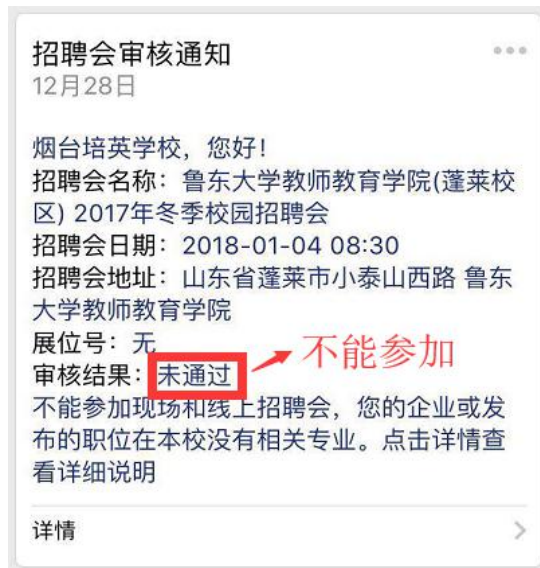 招聘会审核通知
12月28日
烟台培英学校，您好！
招聘会名称：鲁东大学教师教育学院(蓬莱校
区) 2017年冬季校园招聘会
招聘会日期：2018-01-04 08:30
招聘会地址：山东省蓬莱市小泰山西路 鲁东
大学教师教育学院
展位号：无
不能参加
审核结果：未通过
不能参加现场和线上招聘会，您的企业或发
布的职位在本校没有相关专业。点击详情查
看详细说明
详情